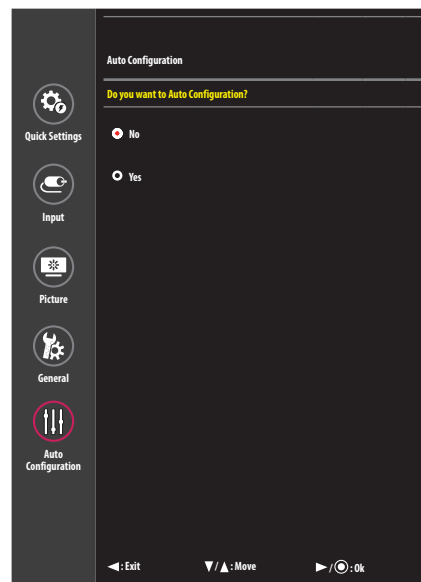 Auto Configuration
Do you want to Auto Configuration?
No
Yes
Quick Settings
Input
Picture
General
Auto
Configuration
◀ : Exit
▼ / ▲ : Move
▶ / ◉ : Ok